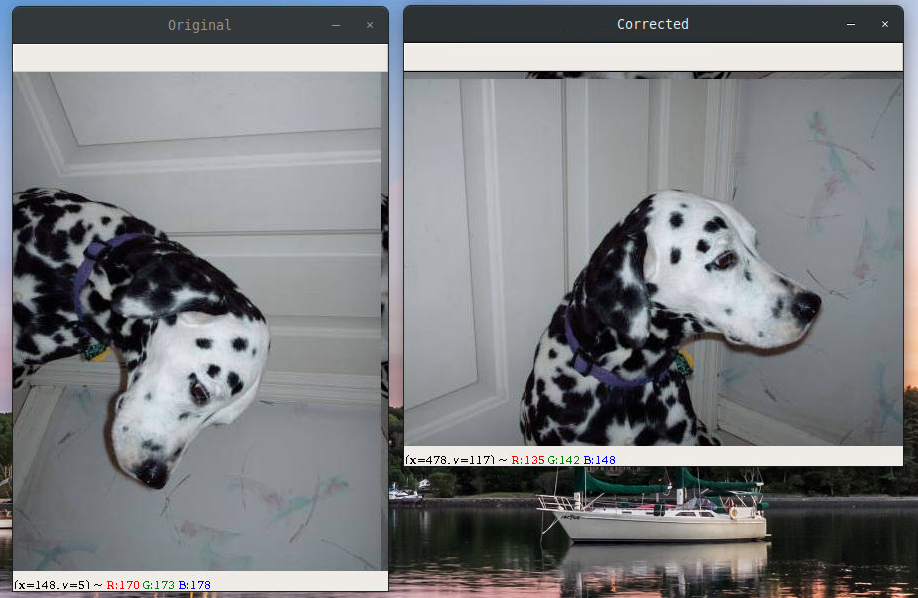 Original
Corrected
(x=478, y=117) ~ R:135 G:142 B:148
(x=148, y=5) ~ R:170 G:173 B:178